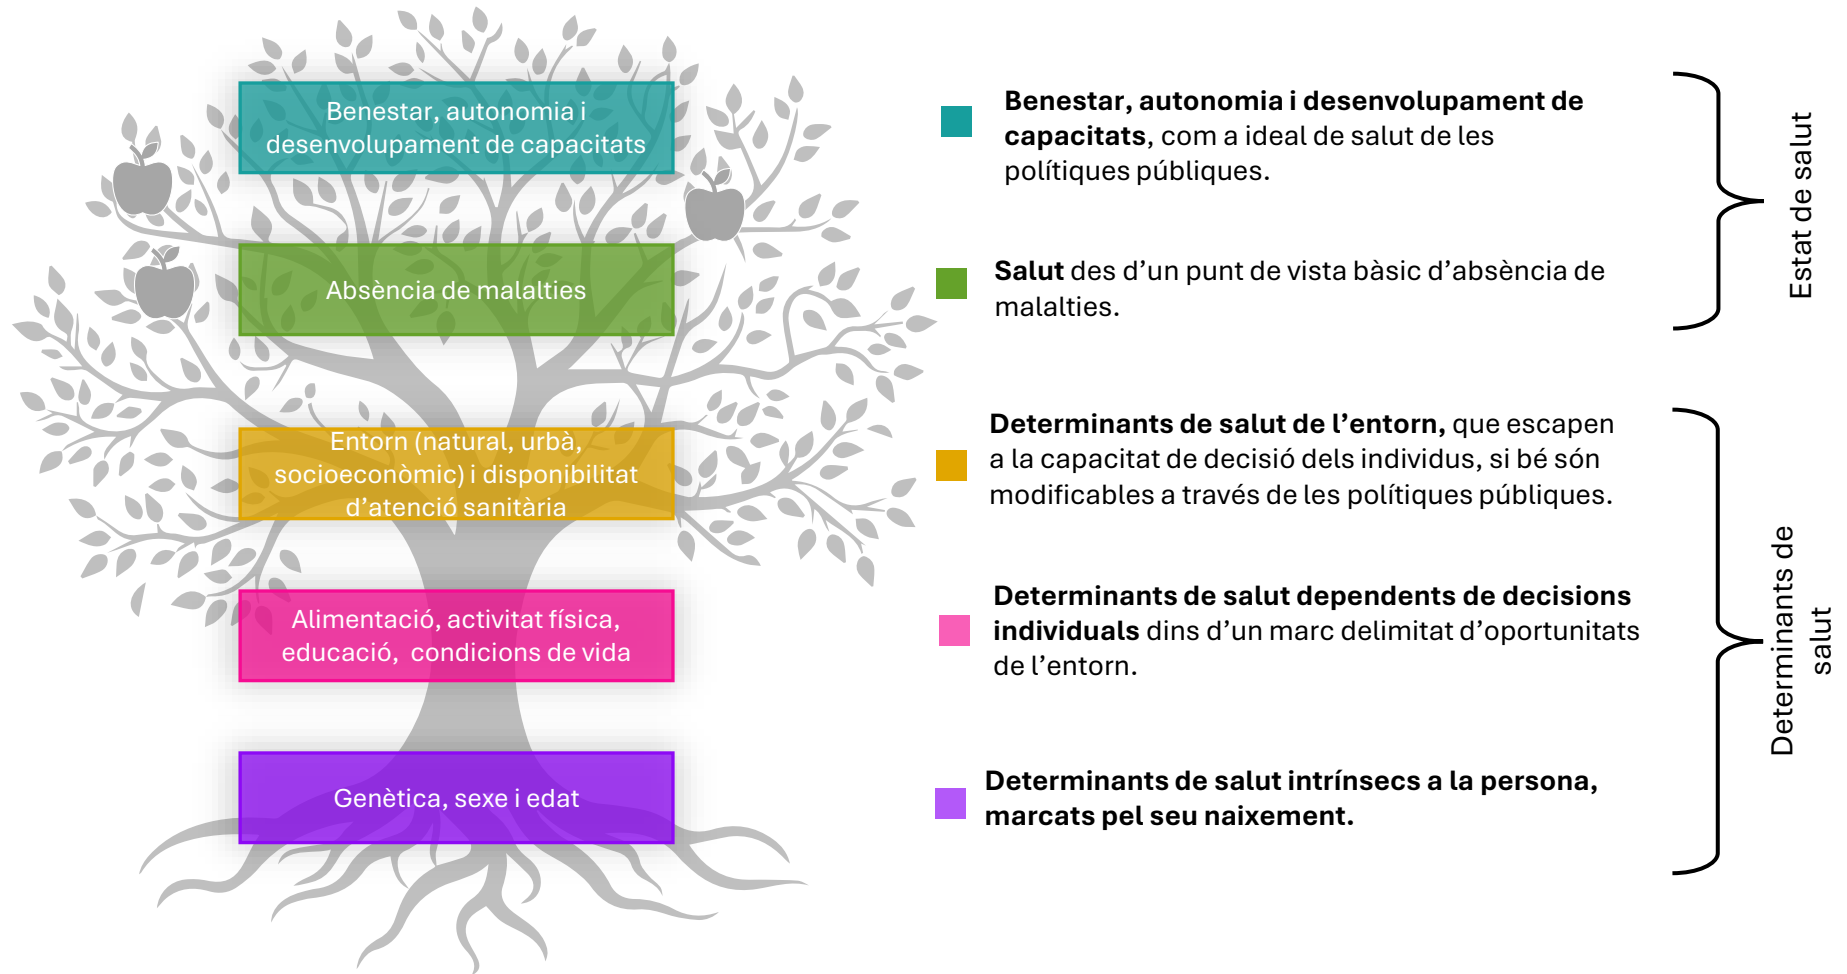 Benestar, autonomia i
desenvolupament de capacitats
Absència de malalties
Entorn (natural, urbà,
socioeconòmic) i disponibilitat
d’atenció sanitària
Alimentació, activitat física,
educació, condicions de vida
Genètica, sexe i edat
Benestar, autonomia i desenvolupament de
capacitats, com a ideal de salut de les
polítiques públiques.
Salut des d’un punt de vista bàsic d’absència de
malalties.
Determinants de salut de l’entorn, que escapen
a la capacitat de decisió dels individus, si bé són
modificables a través de les polítiques públiques.
Determinants de salut dependents de decisions
individuals dins d’un marc delimitat d’oportunitats
de l’entorn.
Determinants de salut intrínsecs a la persona,
marcats pel seu naixement.
Estat de salut
Determinants de
salut